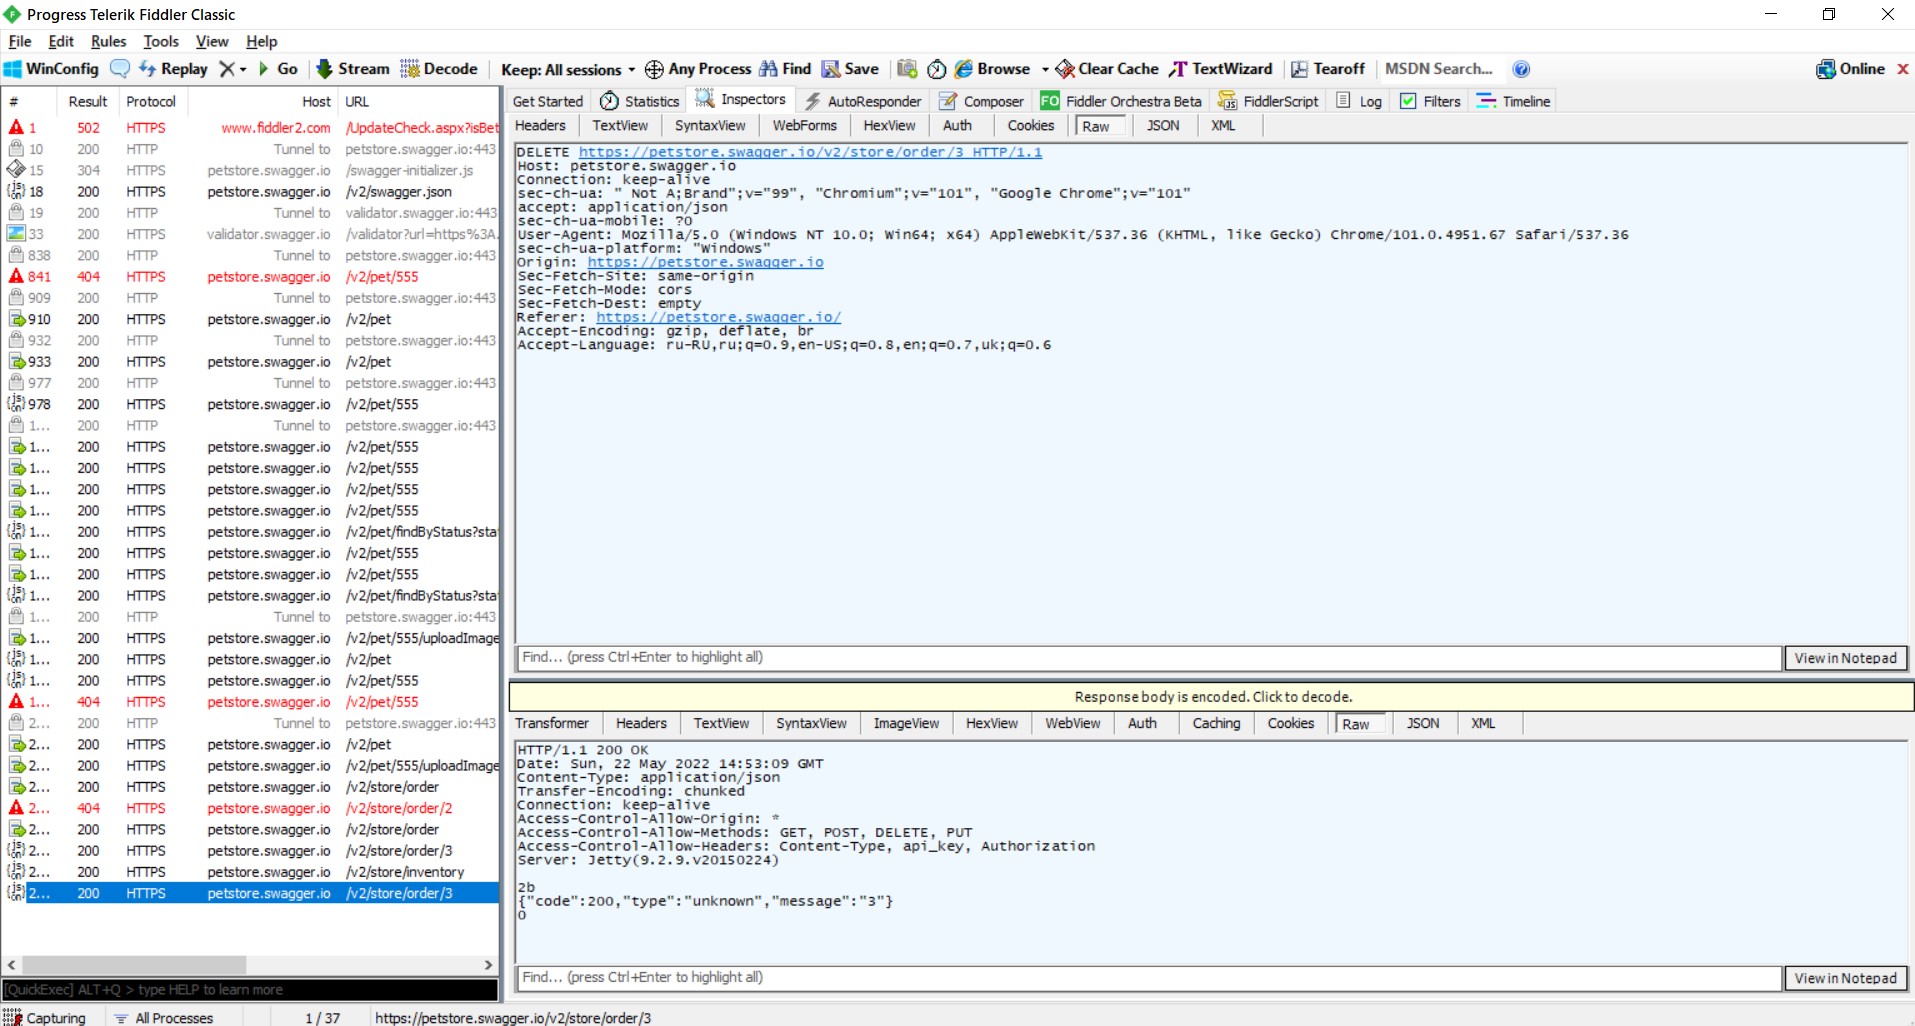 Progress Telerik Fiddler Classic
File Edit Rules Tools View Help
WinConfig Replay Go Stream Decode Keep: All sessions Any Process Find Save Browse Clear Cache TextWizard Tearoff MSDN Search... Online X
# Result Protocol Host URL
1 502 HTTPS www.fiddler2.com /UpdateCheck.aspx?isBet
10 200 HTTP Tunnel to petstore.swagger.io:443
15 304 HTTPS petstore.swagger.io /swagger-initializer.js
18 200 HTTPS petstore.swagger.io /v2/swagger.json
19 200 HTTP Tunnel to validator.swagger.io:443
33 200 HTTPS validator.swagger.io /validator?url=https%3A.
838 200 HTTP Tunnel to petstore.swagger.io:443
841 404 HTTPS petstore.swagger.io /v2/pet/555
909 200 HTTP Tunnel to petstore.swagger.io:443
910 200 HTTPS petstore.swagger.io /v2/pet
932 200 HTTP Tunnel to petstore.swagger.io:443
933 200 HTTPS petstore.swagger.io /v2/pet
977 200 HTTP Tunnel to petstore.swagger.io:443
978 200 HTTPS petstore.swagger.io /v2/pet/555
1... 200 HTTP Tunnel to petstore.swagger.io:443
1... 200 HTTPS petstore.swagger.io /v2/pet/555
1... 200 HTTPS petstore.swagger.io /v2/pet/555
1... 200 HTTPS petstore.swagger.io /v2/pet/555
1... 200 HTTPS petstore.swagger.io /v2/pet/555
1... 200 HTTPS petstore.swagger.io /v2/pet/findByStatus?sta
1... 200 HTTPS petstore.swagger.io /v2/pet/555
1... 200 HTTPS petstore.swagger.io /v2/pet/555
1... 200 HTTPS petstore.swagger.io /v2/pet/findByStatus?sta
1... 200 HTTP Tunnel to petstore.swagger.io:443
1... 200 HTTPS petstore.swagger.io /v2/pet/555/uploadImage
1... 200 HTTPS petstore.swagger.io /v2/pet
1... 200 HTTPS petstore.swagger.io /v2/pet/555
1... 404 HTTPS petstore.swagger.io /v2/pet/555
2... 200 HTTP Tunnel to petstore.swagger.io:443
2... 200 HTTPS petstore.swagger.io /v2/pet
2... 200 HTTPS petstore.swagger.io /v2/pet/555/uploadImage
2... 200 HTTPS petstore.swagger.io /v2/store/order
2... 404 HTTPS petstore.swagger.io /v2/store/order/2
2... 200 HTTPS petstore.swagger.io /v2/store/order
2... 200 HTTPS petstore.swagger.io /v2/store/order/3
2... 200 HTTPS petstore.swagger.io /v2/store/inventory
2... 200 HTTPS petstore.swagger.io /v2/store/order/3
[QuickExec] ALT+Q > type HELP to learn more
Get Started Statistics Inspectors AutoResponder Composer FO Fiddler Orchestra Beta FiddlerScript Log Filters Timeline
Headers TextView SyntaxView WebForms HexView Auth Cookies Raw JSON XML
DELETE https://petstore.swagger.io/v2/store/order/3 HTTP/1.1
Host: petstore.swagger.io
Connection: keep-alive
sec-ch-ua: " Not A;Brand";v="99", "Chromium";v="101", "Google Chrome";v="101"
accept: application/json
sec-ch-ua-mobile: ?0
User-Agent: Mozilla/5.0 (Windows NT 10.0; Win64; x64) AppleWebKit/537.36 (KHTML, like Gecko) Chrome/101.0.4951.67 Safari/537.36
sec-ch-ua-platform: "Windows"
Origin: https://petstore.swagger.io
Sec-Fetch-Site: same-origin
Sec-Fetch-Mode: cors
Sec-Fetch-Dest: empty
Referer: https://petstore.swagger.io/
Accept-Encoding: gzip, deflate, br
Accept-Language: ru-RU,ru;q=0.9,en-US;q=0.8,en;q=0.7,uk;q=0.6
Find... (press Ctrl+Enter to highlight all) View in Notepad
Response body is encoded. Click to decode.
Transformer Headers TextView SyntaxView ImageView HexView WebView Auth Caching Cookies Raw JSON XML
HTTP/1.1 200 OK
Date: Sun, 22 May 2022 14:53:09 GMT
Content-Type: application/json
Transfer-Encoding: chunked
Connection: keep-alive
Access-Control-Allow-Origin: *
Access-Control-Allow-Methods: GET, POST, DELETE, PUT
Access-Control-Allow-Headers: Content-Type, api_key, Authorization
Server: Jetty(9.2.9.v20150224)
2b
{"code":200,"type":"unknown","message":"3"}
0
Find... (press Ctrl+Enter to highlight all) View in Notepad
Capturing All Processes 1 / 37 https://petstore.swagger.io/v2/store/order/3